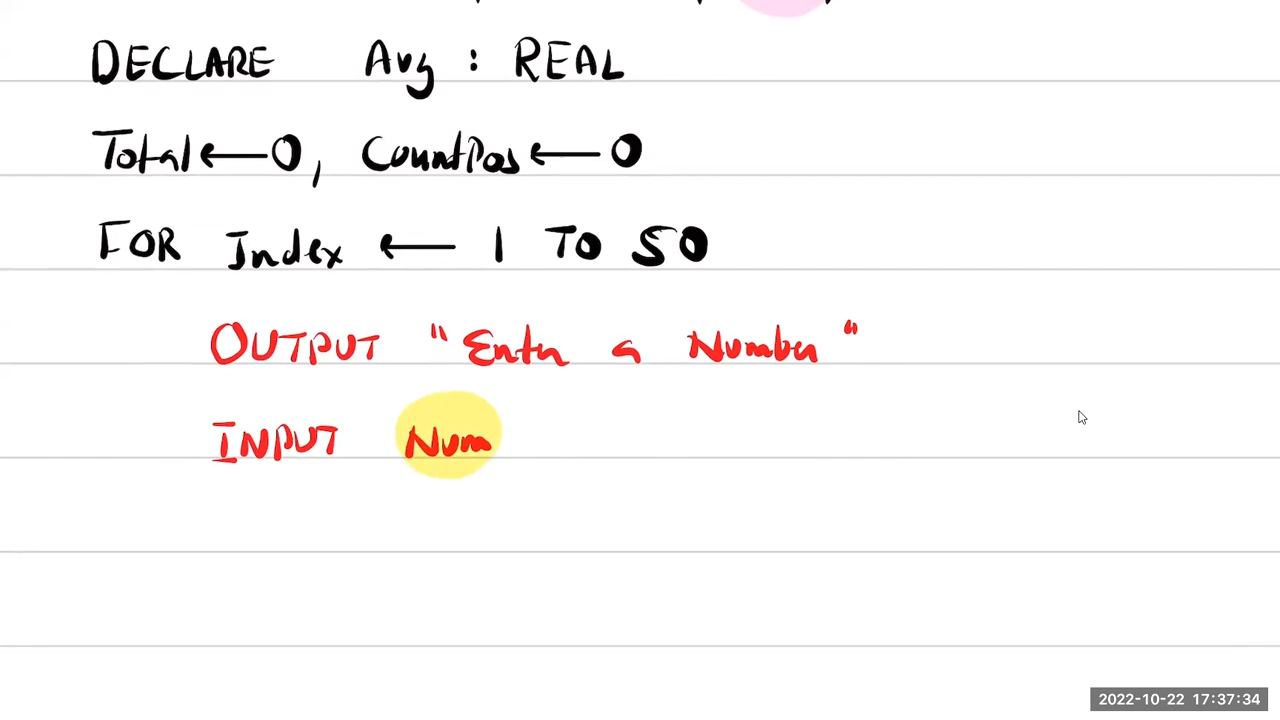 DECLARE Avg : REAL
Total ← 0, CountPos ← 0
FOR Index ← 1 TO 50
OUTPUT "Enter a Number"
INPUT Num
2022-10-22 17:37:34